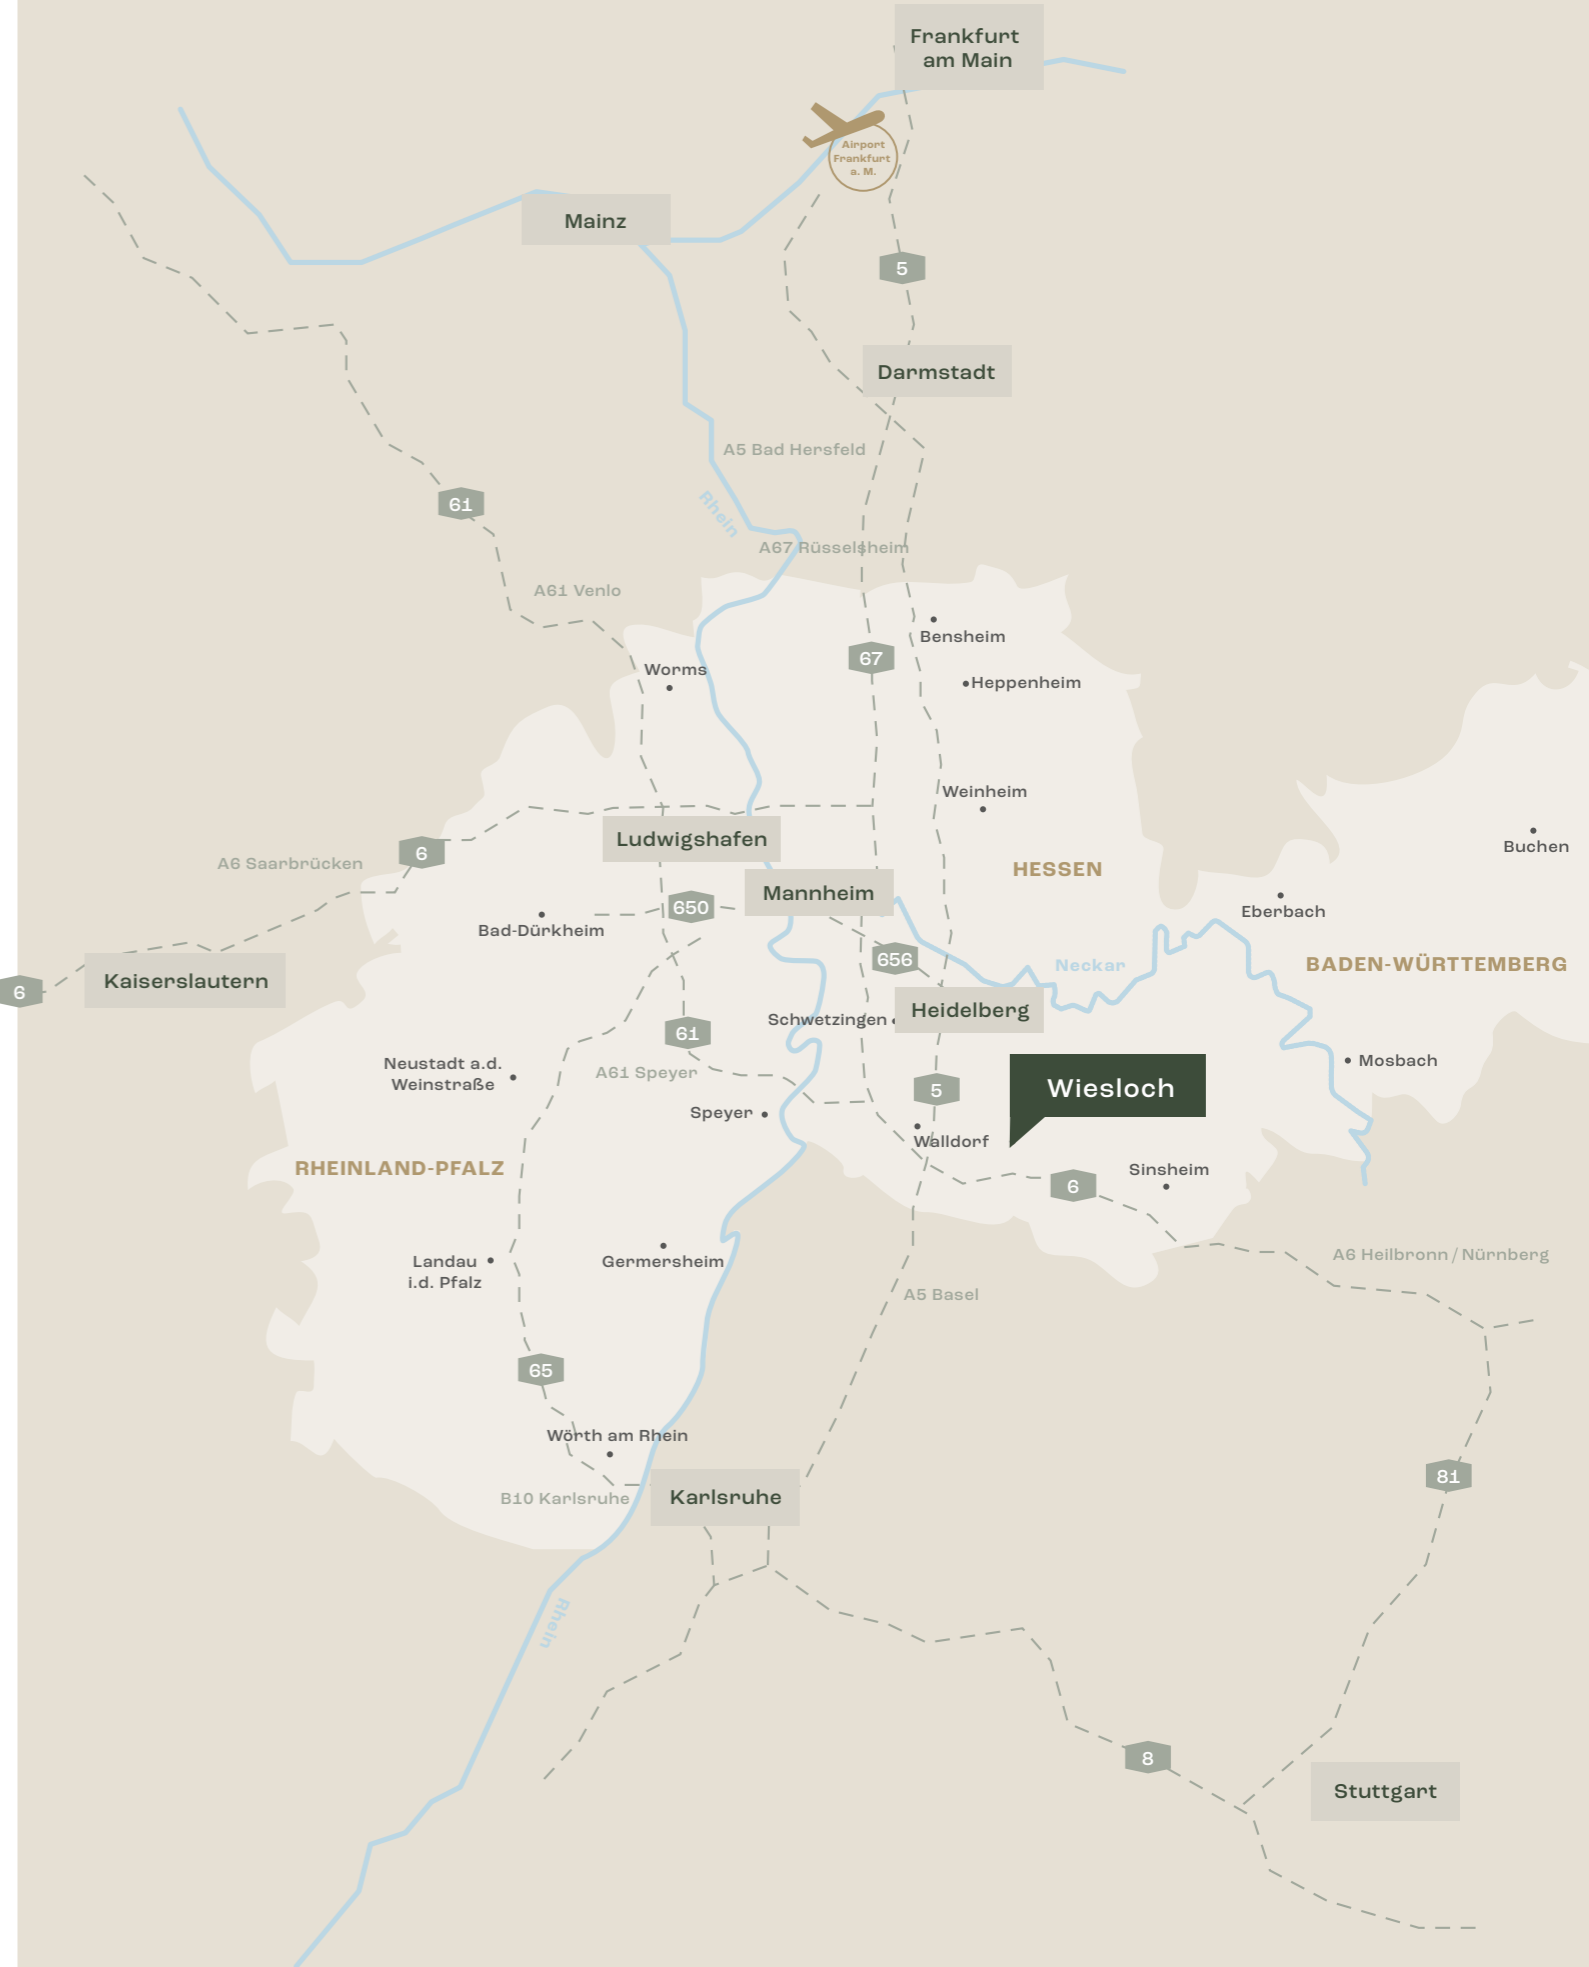 Frankfurt
am Main
Airport
Frankfurt
a. M.
Mainz
5
Darmstadt
A5 Bad Hersfeld
61
Rhein
A67 Rüsselsheim
A61 Venlo
Bensheim
67
Worms
Heppenheim
Weinheim
Ludwigshafen
6
A6 Saarbrücken
HESSEN
Buchen
Mannheim
650
Bad-Dürkheim
Eberbach
656
Neckar
BADEN-WÜRTTEMBERG
Kaiserslautern
6
Heidelberg
Schwetzingen
61
Neustadt a.d.
Weinstraße
A61 Speyer
Mosbach
5
Wiesloch
Speyer
Walldorf
RHEINLAND-PFALZ
Sinsheim
6
Landau
i.d. Pfalz
Germersheim
A6 Heilbronn / Nürnberg
A5 Basel
65
Wörth am Rhein
81
B10 Karlsruhe
Karlsruhe
Rhein
8
Stuttgart